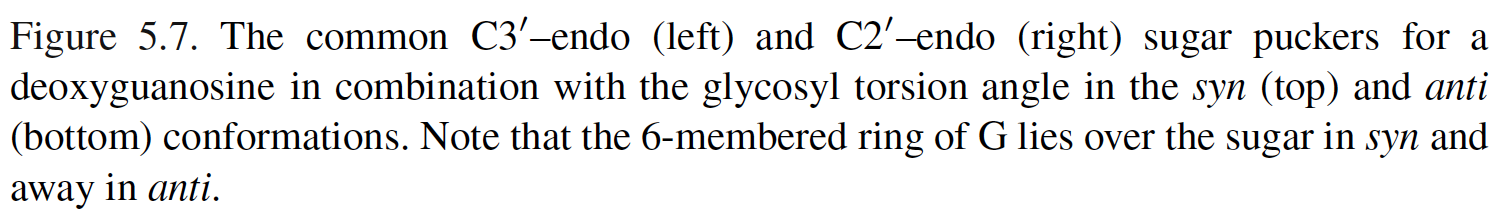 Figure 5.7. The common C3′–endo (left) and C2′–endo (right) sugar puckers for a
deoxyguanosine in combination with the glycosyl torsion angle in the syn (top) and anti
(bottom) conformations. Note that the 6-membered ring of G lies over the sugar in syn and
away in anti.